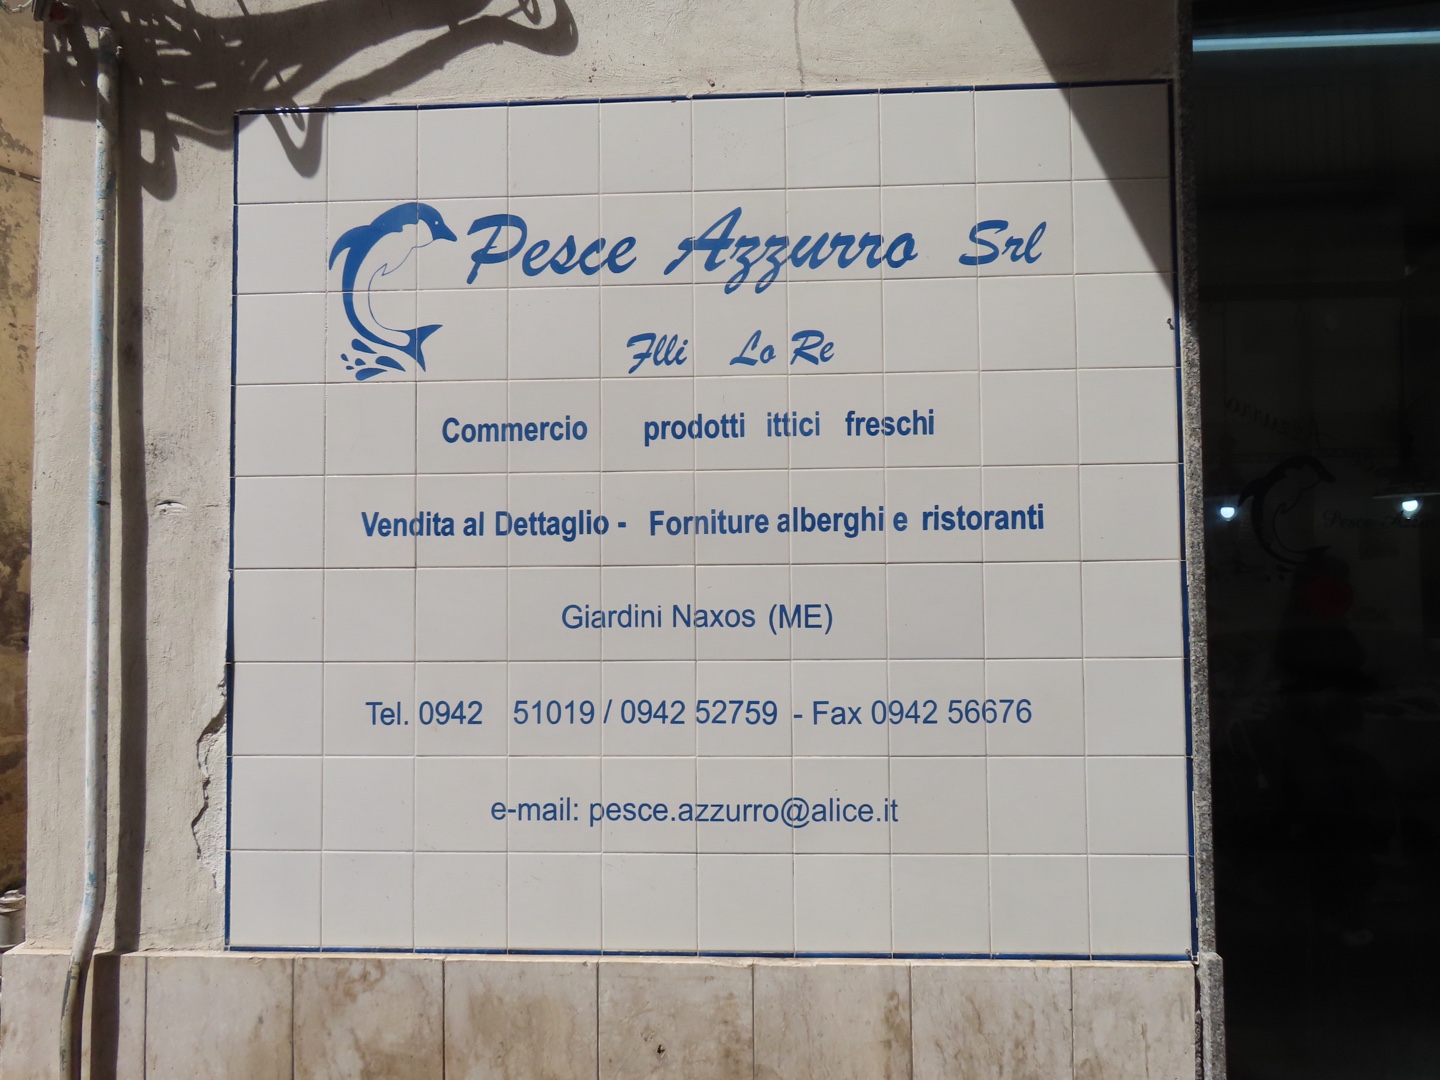 Pesce Azzurro Srl
Flli Lo Re
Commercio prodotti ittici freschi
Vendita al Dettaglio - Forniture alberghi e ristoranti
Giardini Naxos (ME)
Tel. 0942 51019 / 0942 52759 - Fax 0942 56676
e-mail: pesce.azzurro@alice.it